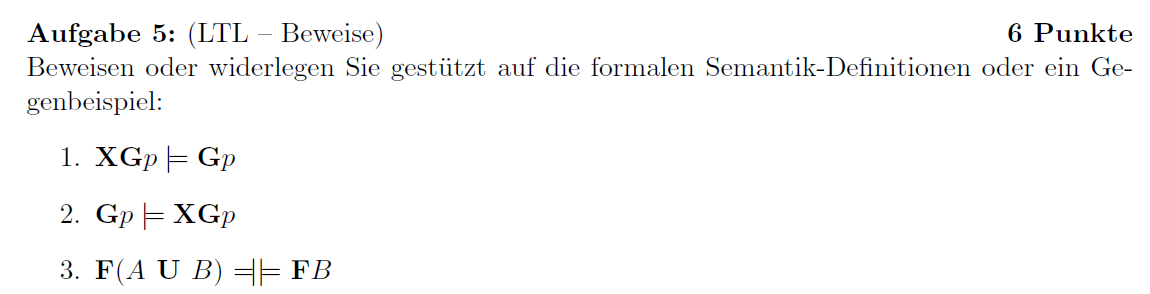 Aufgabe 5: (LTL – Beweise) 6 Punkte
Beweisen oder widerlegen Sie gestützt auf die formalen Semantik-Definitionen oder ein Ge-
genbeispiel:
1. XGp ⊨ Gp
2. Gp ⊨ XGp
3. F(A U B) ⫤⊨ FB